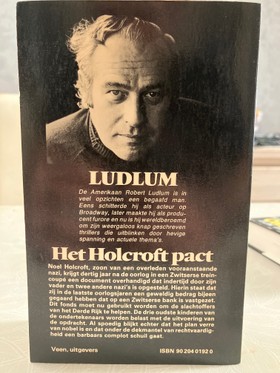 LUDLUM
De Amerikaan Robert Ludlum is in
veel opzichten een begaafd man.
Eens schitterde hij als acteur op
Broadway, later maakte hij als produ-
cent furore en nu is hij wereldberoemd
om zijn weergaloos knap geschreven
thrillers die uitblinken door hevige
spanning en actuele thema's.
Het Holcroft pact
Noel Holcroft, zoon van een overleden vooraanstaande
nazi, krijgt dertig jaar na de oorlog in een Zwitserse trein-
coupé een document overhandigd dat indertijd door zijn
vader en twee andere nazi's is opgesteld. Hierin staat dat
zij in de laatste oorlogsjaren een geweldig bedrag bijeen
gegaard hebben dat op een Zwitserse bank is vastgezet.
Dit fonds moet nu gebruikt worden om de slachtoffers
van het Derde Rijk te helpen. De drie oudste kinderen van
de ondertekenaars worden belast met de uitvoering van
de opdracht. Al spoedig blijkt achter dat het plan verre
van nobel is en dat onder de dekmantel van rechtvaardig-
heid een barbaars complot schuil gaat.
Veen, uitgevers
ISBN 90 204 0192 0